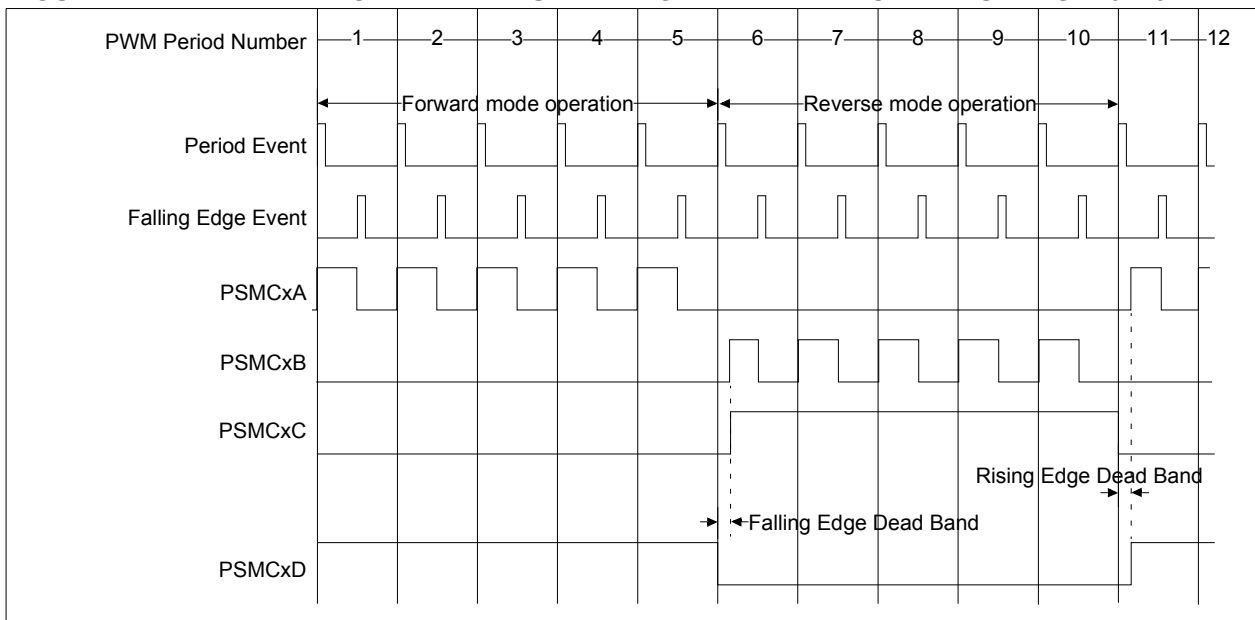 PWM Period Number 1 2 3 4 5 6 7 8 9 10 11 12
Forward mode operation Reverse mode operation
Period Event
Falling Edge Event
PSMCxA
PSMCxB
PSMCxC
Rising Edge Dead Band
Falling Edge Dead Band
PSMCxD